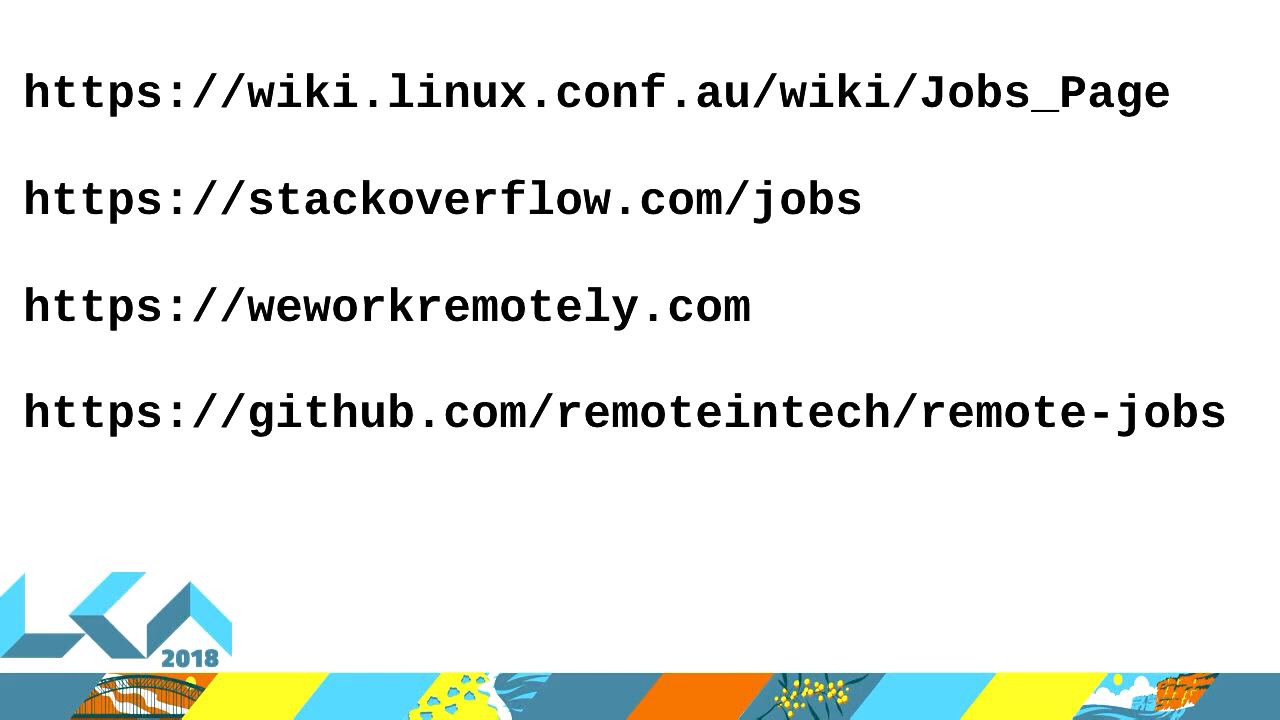 https://wiki.linux.conf.au/wiki/Jobs_Page
https://stackoverflow.com/jobs
https://weworkremotely.com
https://github.com/remoteintech/remote-jobs
LCA
2018